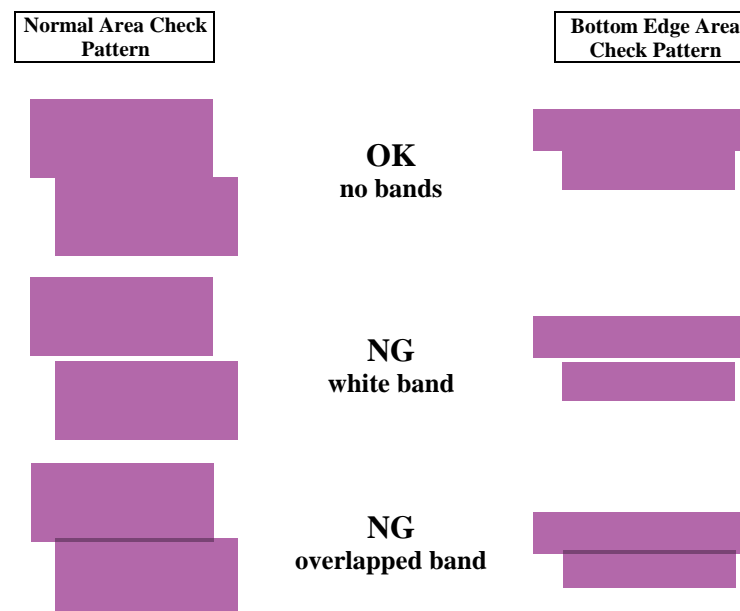 Normal Area Check
Pattern
Bottom Edge Area
Check Pattern
OK
no bands
NG
white band
NG
overlapped band